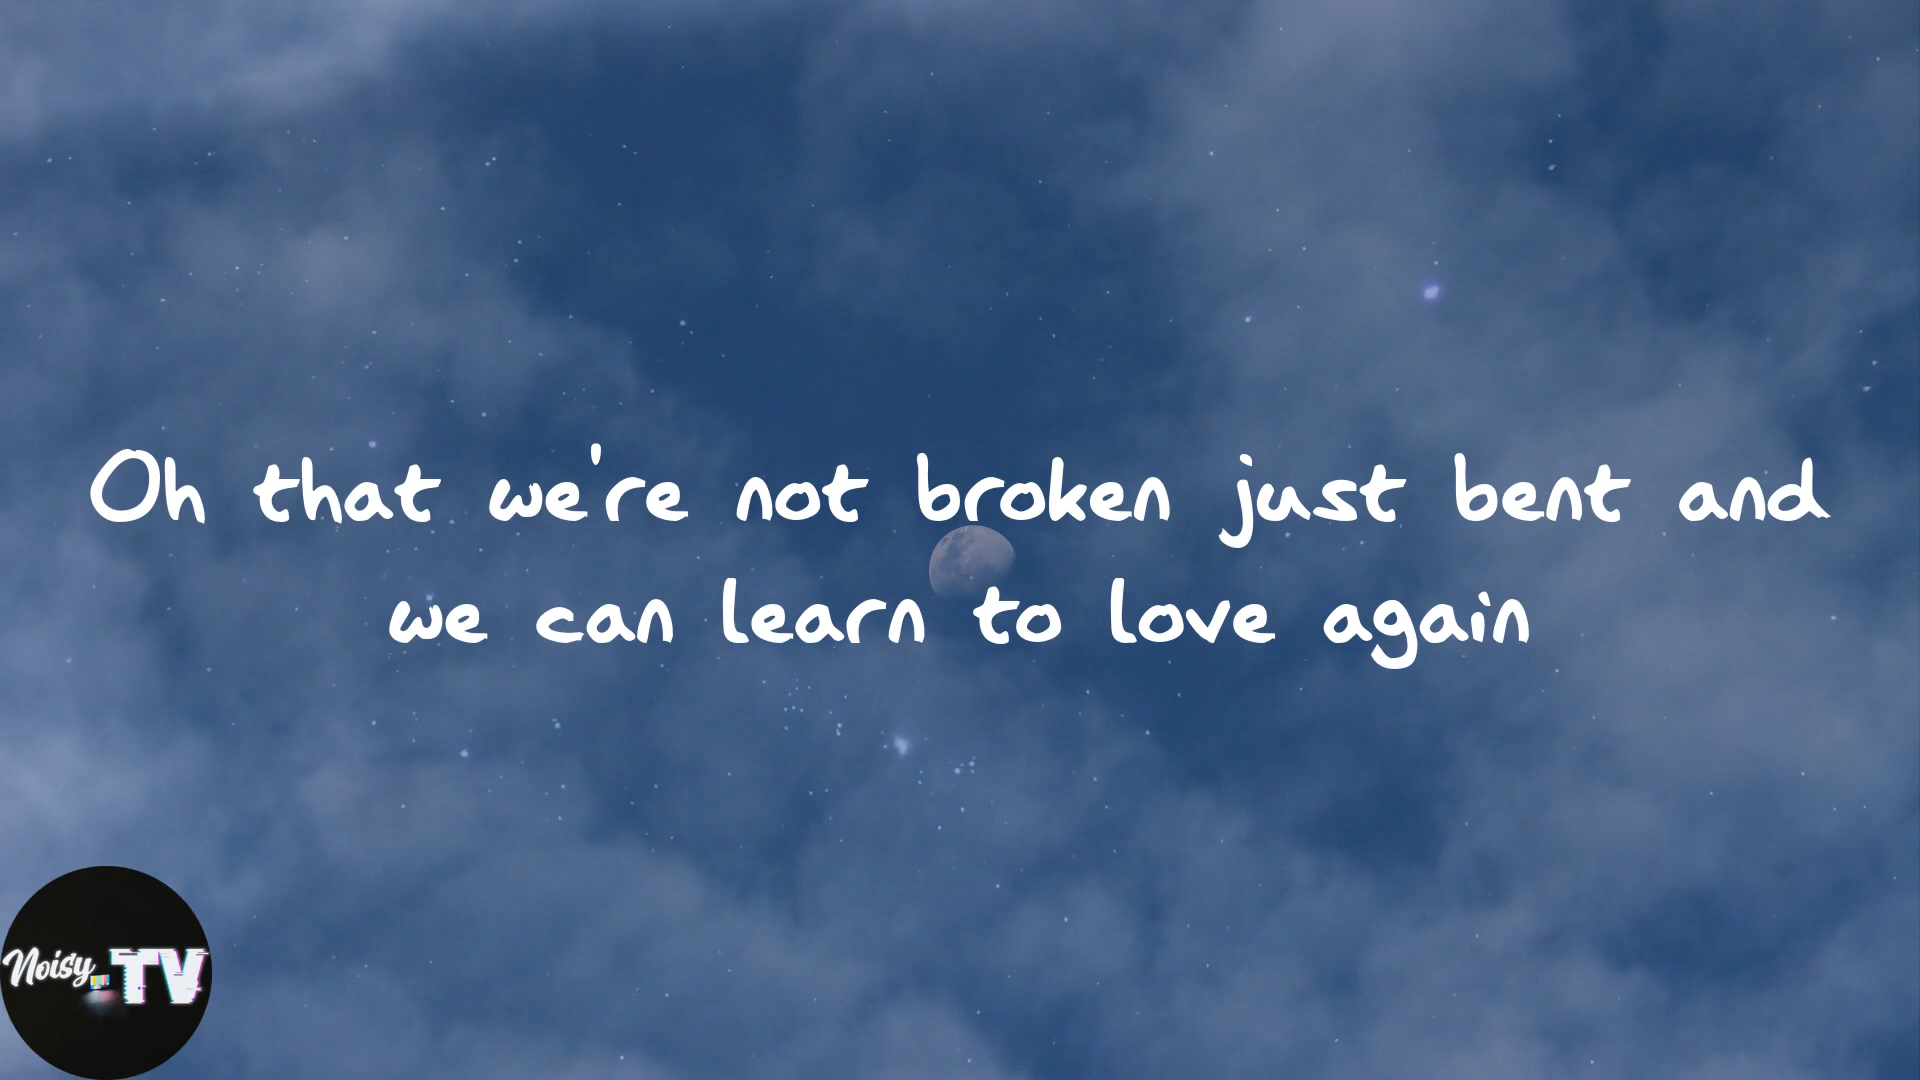 Oh that we're not broken just bent and
we can learn to love again
Noisy TV